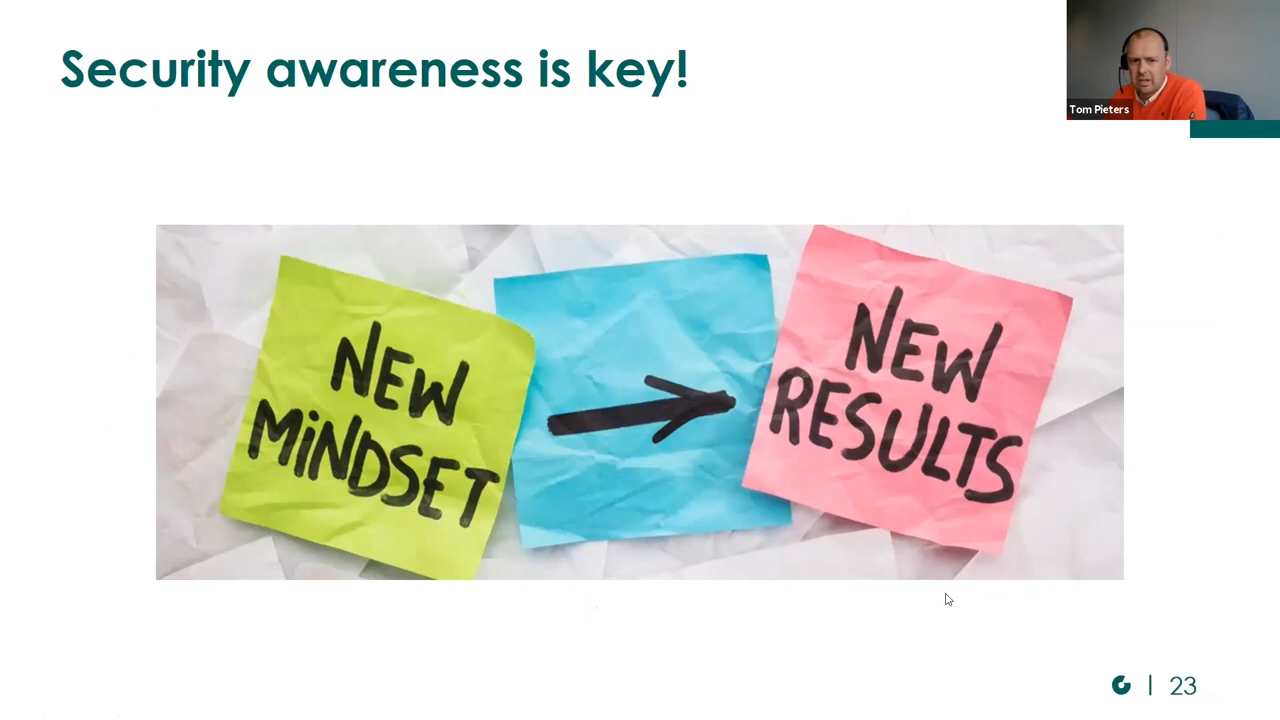 Security awareness is key!
Tom Pieters
NEW
MiNDSET
NEW
RESULTS
23